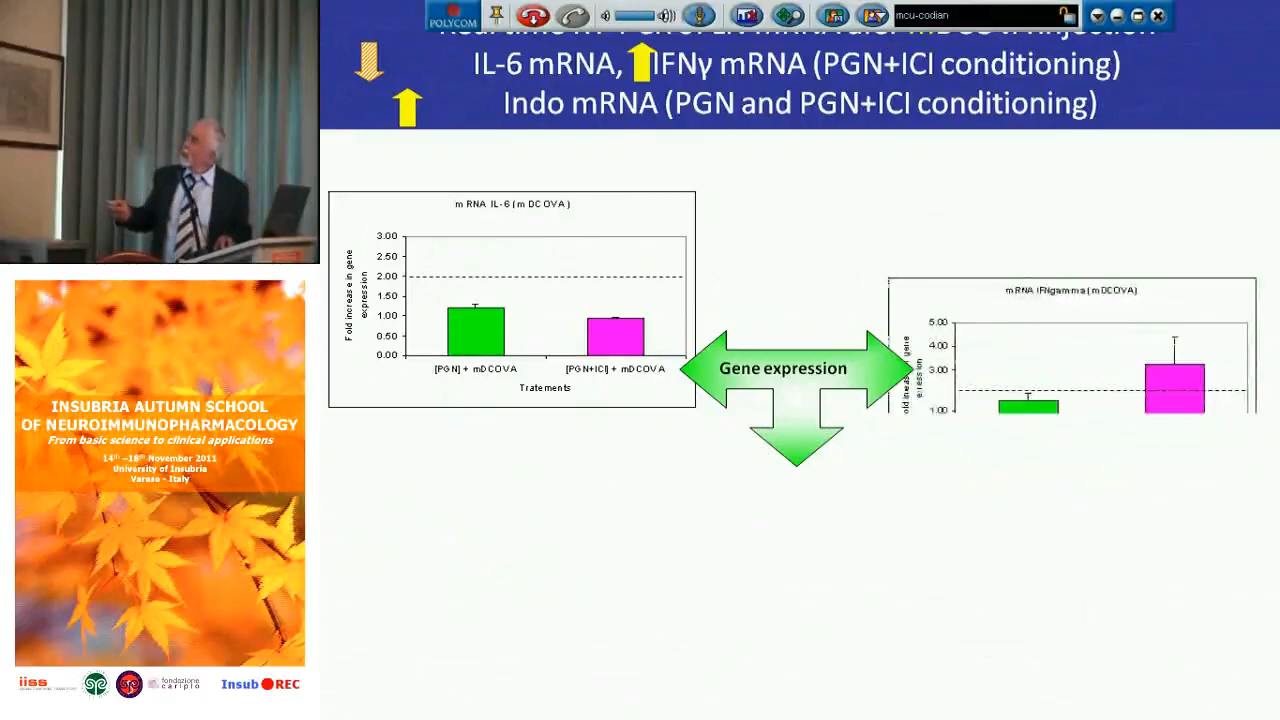 POLYCOM
mcu-codian
IL-6 mRNA, IFNγ mRNA (PGN+ICI conditioning)
Indo mRNA (PGN and PGN+ICI conditioning)
mRNA IL-6 (mDCOVA)
Fold increase in gene
expression
3.00
2.50
2.00
1.50
1.00
0.50
0.00
[PGN] + mDCOVA
[PGN+ICI] + mDCOVA
Tratements
Gene expression
mRNA IFNgamma (mDCOVA)
5.00
4.00
3.00
1.00
INSUBRIA AUTUMN SCHOOL
OF NEUROIMMUNOPHARMACOLOGY
From basic science to clinical applications
14th –18th November 2011
University of Insubria
Varese - Italy
iiss
fondazione
cariplo
Insub REC